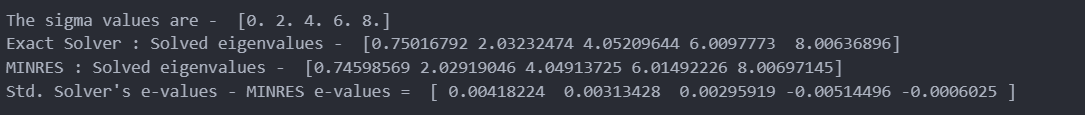 The sigma values are -  [0. 2. 4. 6. 8.]
Exact Solver : Solved eigenvalues -  [0.75016792 2.03232474 4.05209644 6.0097773  8.00636896]
MINRES : Solved eigenvalues -  [0.74598569 2.02919046 4.04913725 6.01492226 8.00697145]
Std. Solver's e-values - MINRES e-values =  [ 0.00418224  0.00313428  0.00295919 -0.00514496 -0.0006025 ]